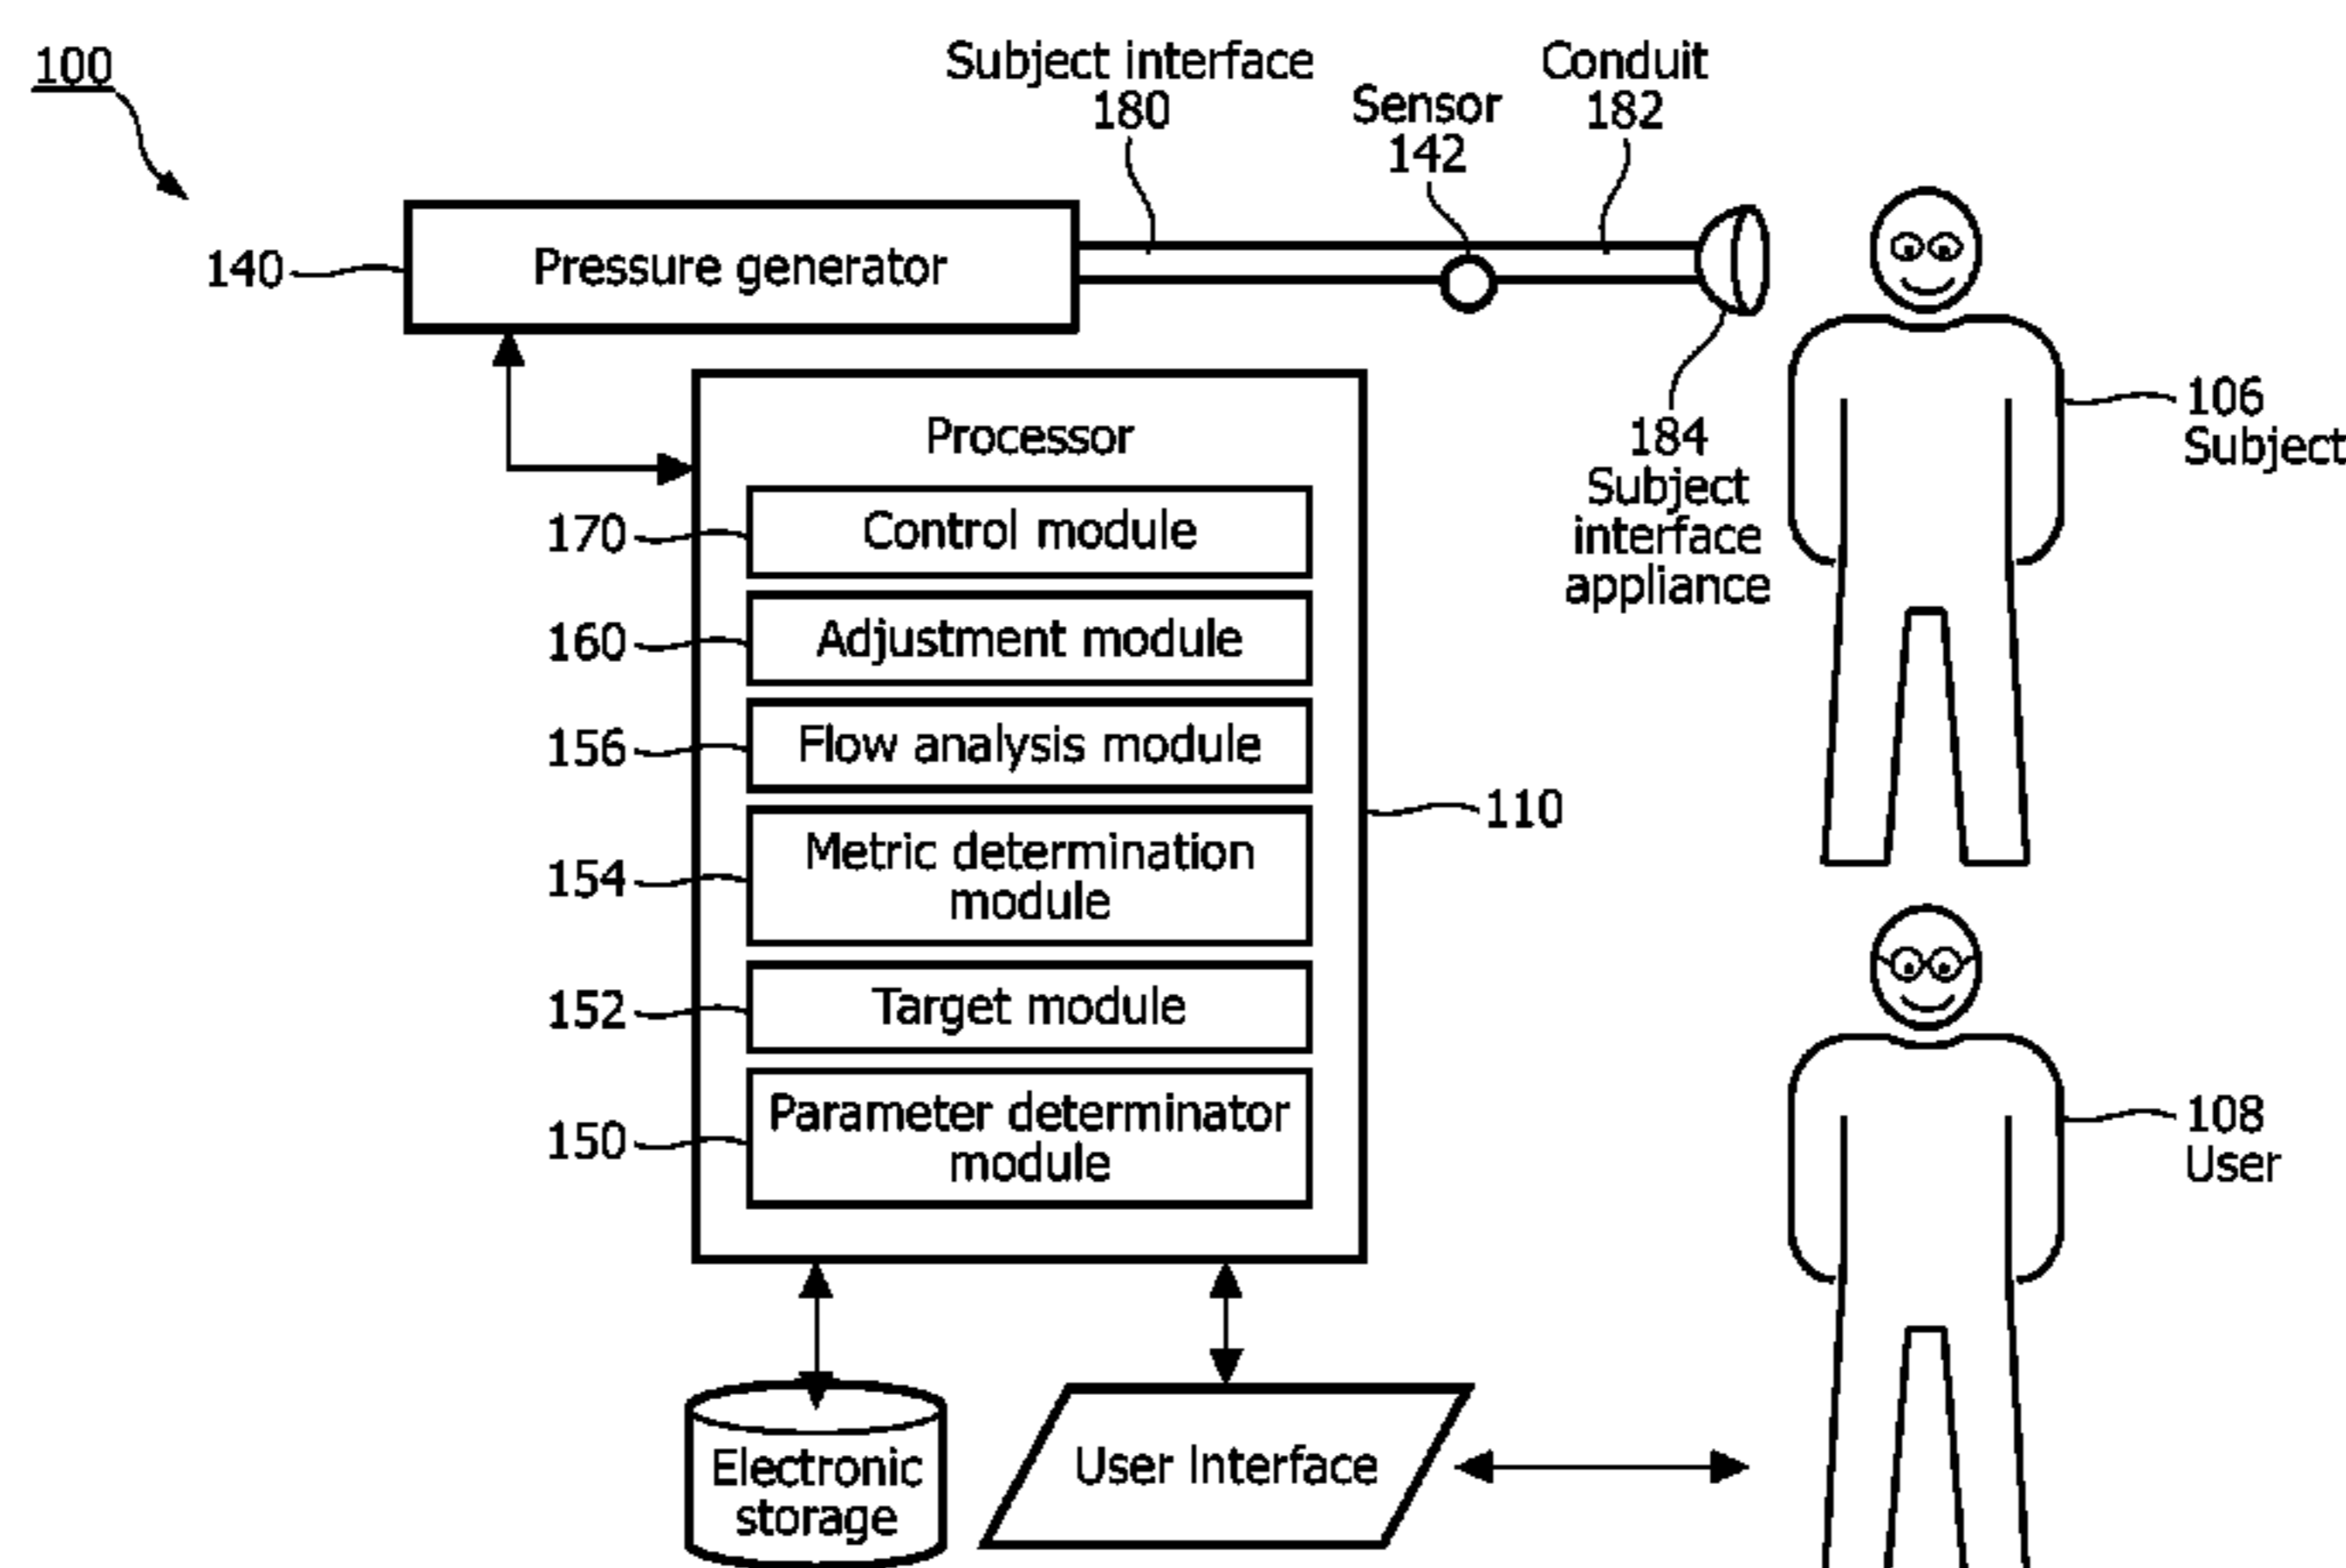 100
Subject interface
180
Sensor
142
Conduit
182
140
Pressure generator
184
Subject
interface
appliance
106
Subject
Processor
170
Control module
160
Adjustment module
156
Flow analysis module
110
154
Metric determination
module
152
Target module
150
Parameter determinator
module
108
User
Electronic
storage
User Interface